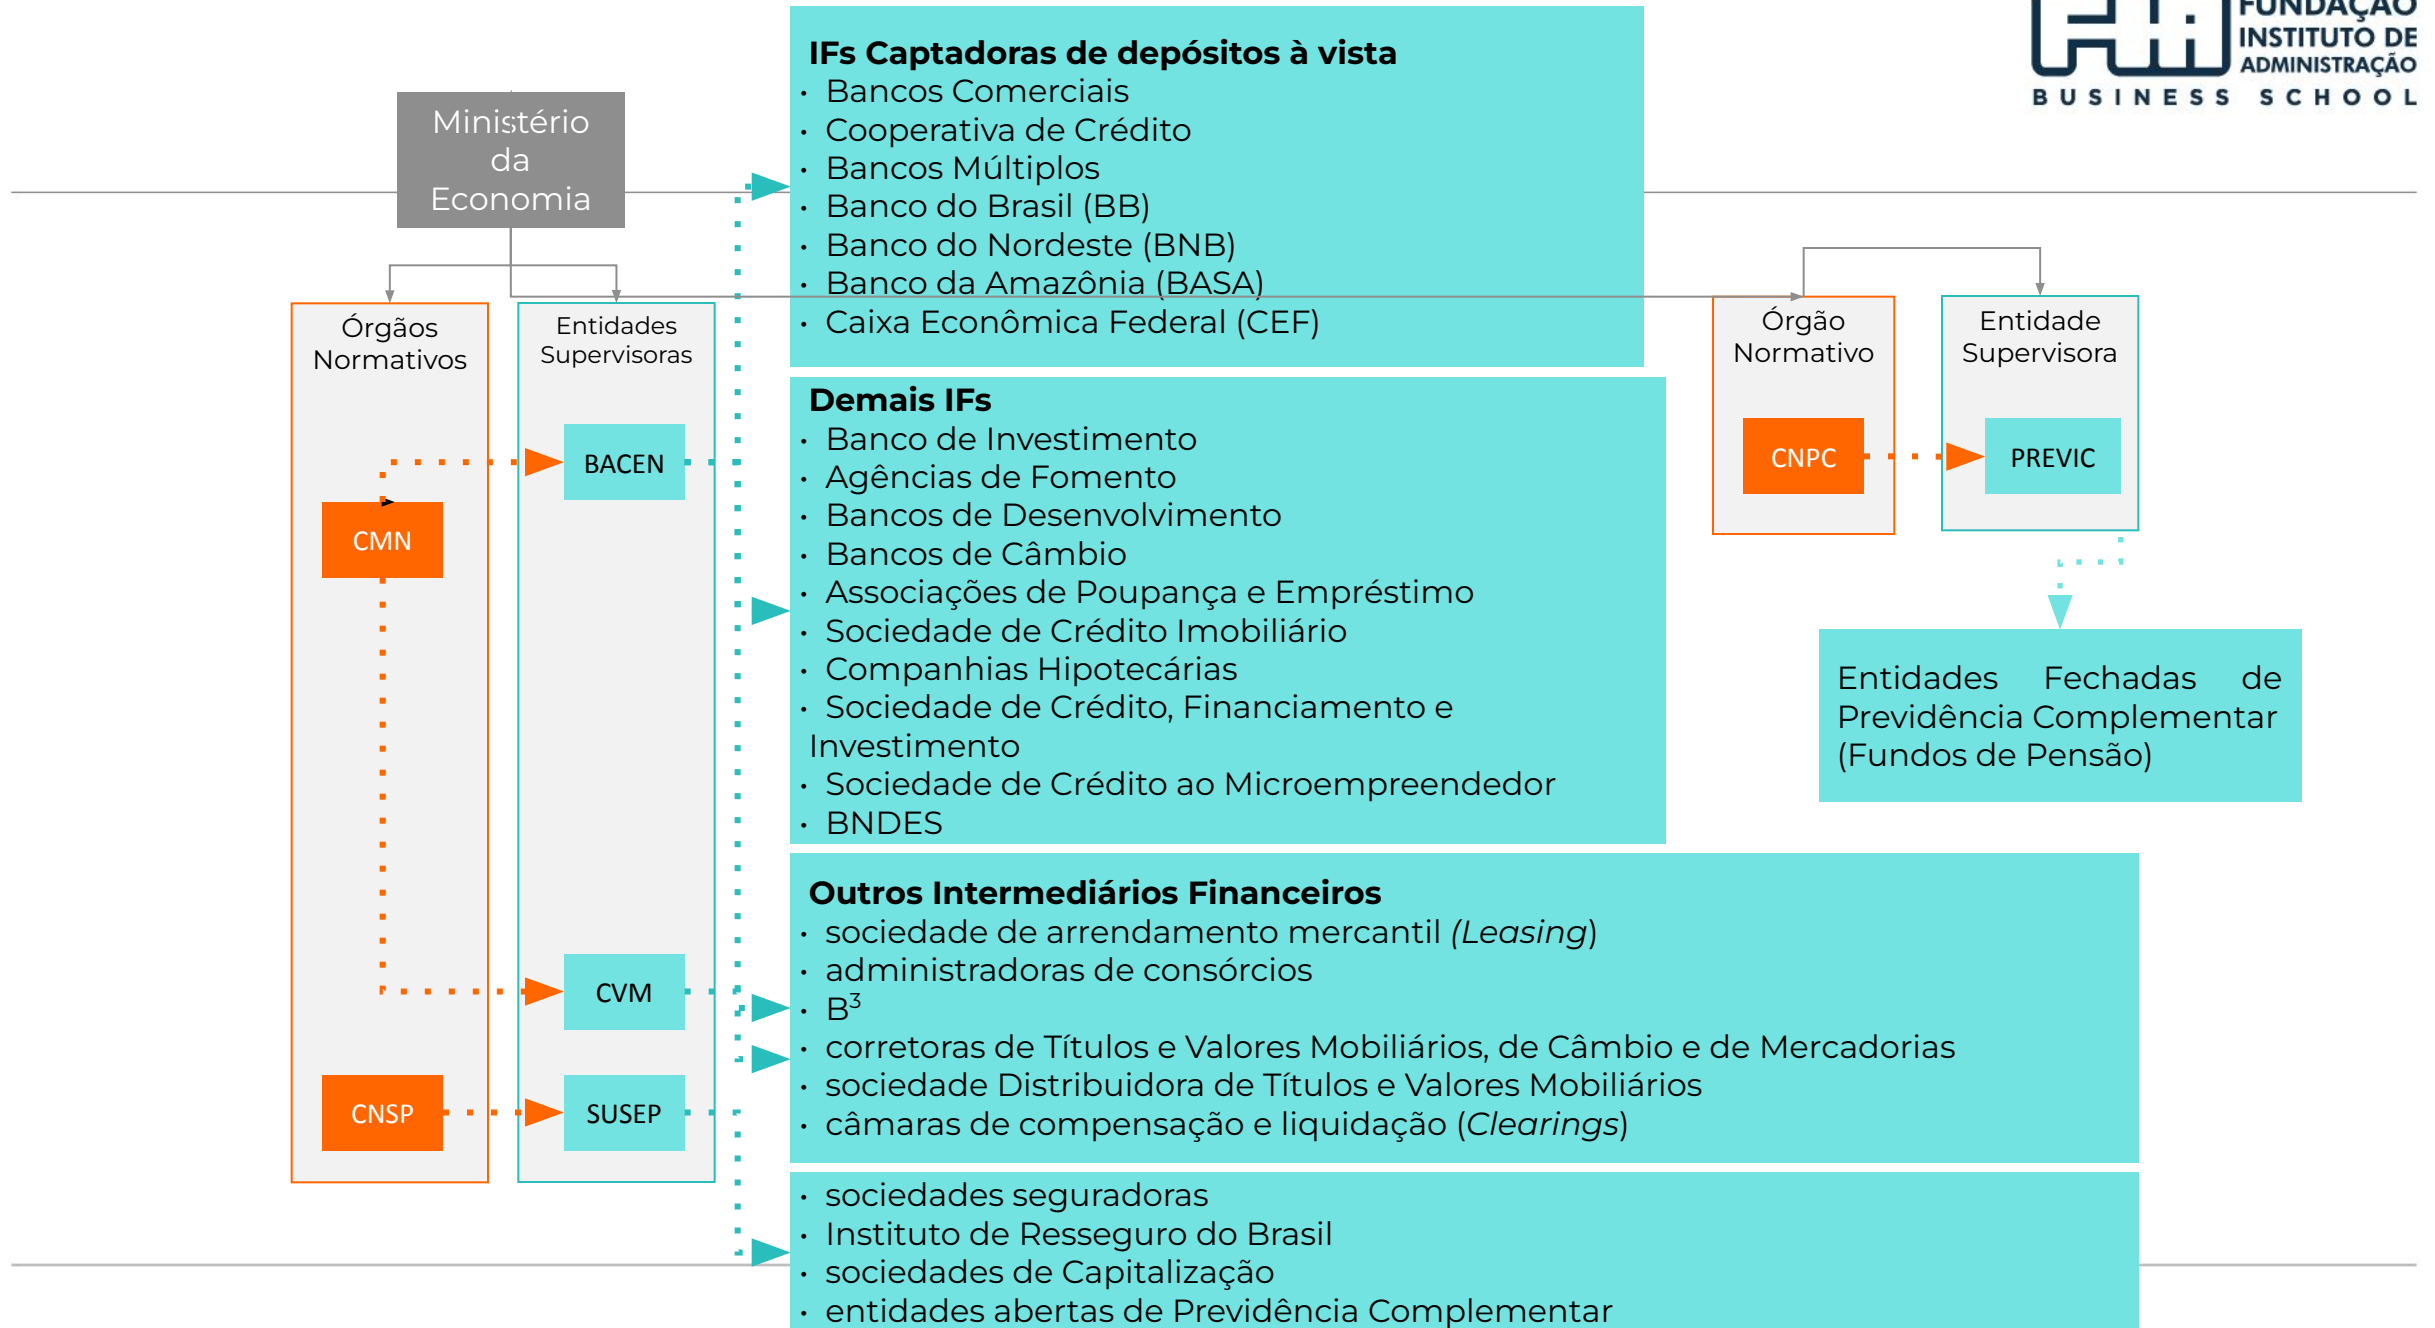 FUNDAÇÃO
INSTITUTO DE
ADMINISTRAÇÃO
BUSINESS SCHOOL
Ministério
da
Economia
Órgãos
Normativos
CMN
CNSP
Entidades
Supervisoras
BACEN
CVM
SUSEP
IFs Captadoras de depósitos à vista
· Bancos Comerciais
· Cooperativa de Crédito
· Bancos Múltiplos
· Banco do Brasil (BB)
· Banco do Nordeste (BNB)
· Banco da Amazônia (BASA)
· Caixa Econômica Federal (CEF)
Demais IFs
· Banco de Investimento
· Agências de Fomento
· Bancos de Desenvolvimento
· Bancos de Câmbio
· Associações de Poupança e Empréstimo
· Sociedade de Crédito Imobiliário
· Companhias Hipotecárias
· Sociedade de Crédito, Financiamento e
Investimento
· Sociedade de Crédito ao Microempreendedor
· BNDES
Outros Intermediários Financeiros
· sociedade de arrendamento mercantil (Leasing)
· administradoras de consórcios
· B³
· corretoras de Títulos e Valores Mobiliários, de Câmbio e de Mercadorias
· sociedade Distribuidora de Títulos e Valores Mobiliários
· câmaras de compensação e liquidação (Clearings)
· sociedades seguradoras
· Instituto de Resseguro do Brasil
· sociedades de Capitalização
· entidades abertas de Previdência Complementar
Órgão
Normativo
CNPC
Entidade
Supervisora
PREVIC
Entidades Fechadas de
Previdência Complementar
(Fundos de Pensão)